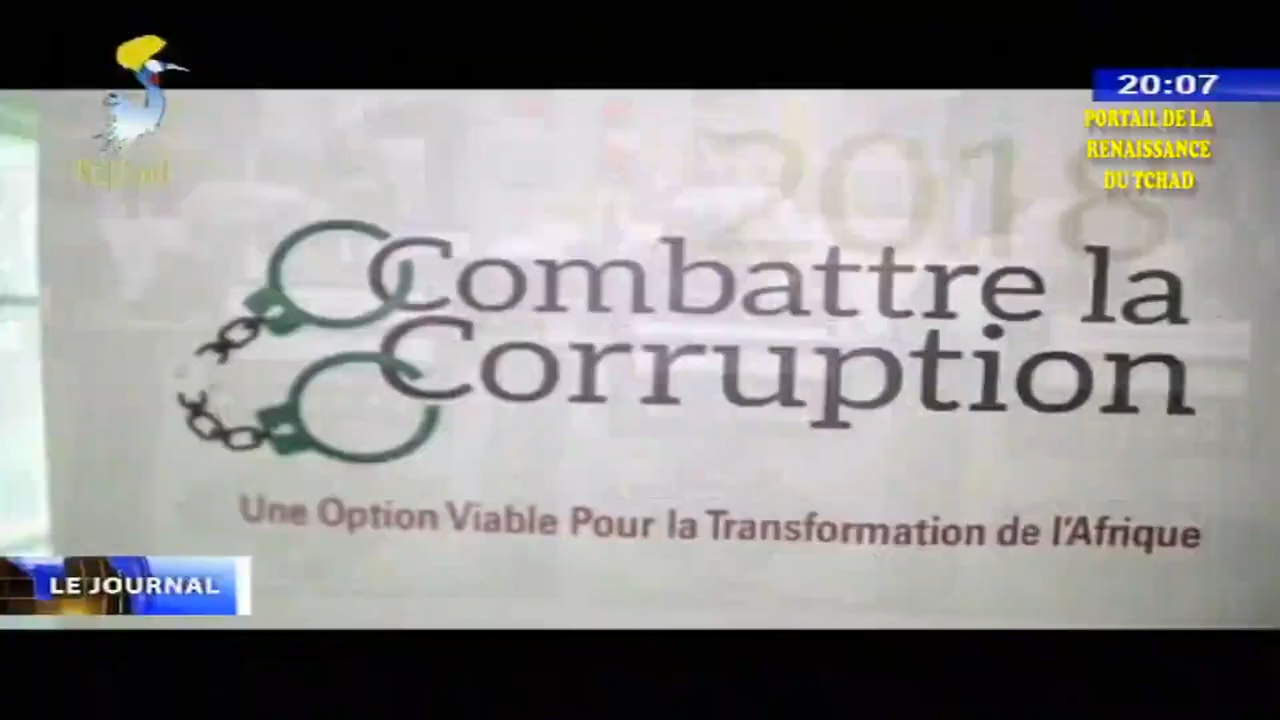 20:07
PORTAIL DE LA
RENAISSANCE
DU TCHAD
2018
Combattre la
Corruption
Une Option Viable Pour la Transformation de l'Afrique
LE JOURNAL